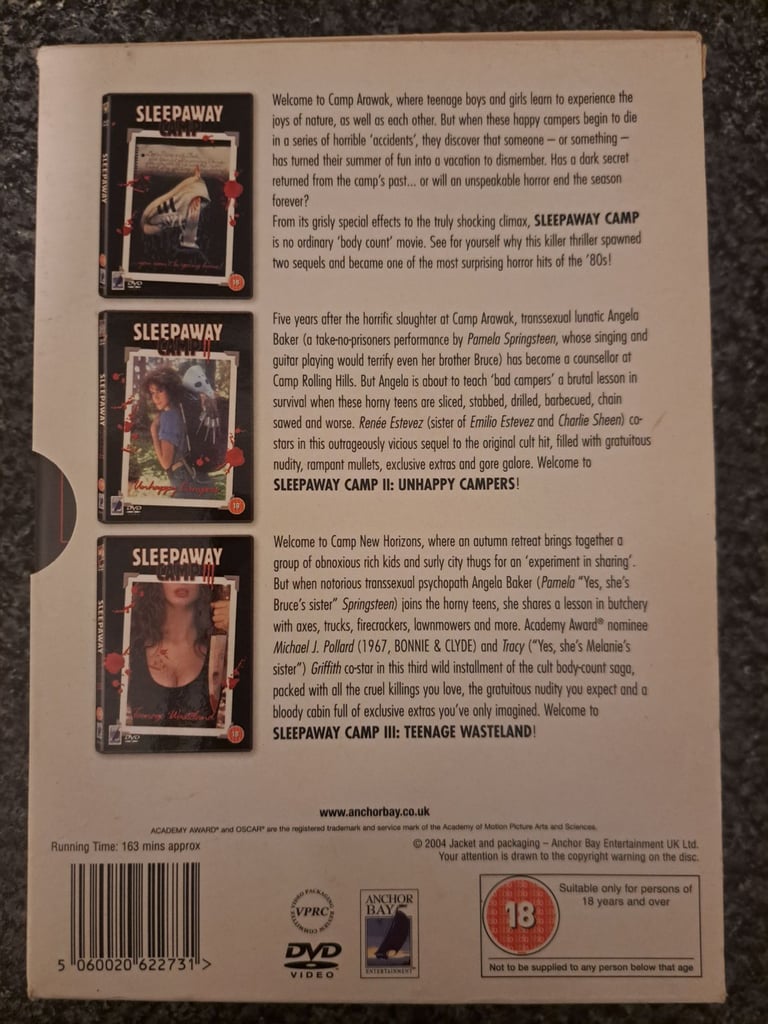 SLEEPAWAY
CAMP
SLEEPAWAY
Welcome to Camp Arawak, where teenage boys and girls learn to experience the
joys of nature, as well as each other. But when these happy campers begin to die
in a series of horrible 'accidents', they discover that someone – or something –
has turned their summer of fun into a vacation to dismember. Has a dark secret
returned from the camp's past... or will an unspeakable horror end the season
forever?
From its grisly special effects to the truly shocking climax, SLEEPAWAY CAMP
is no ordinary 'body count' movie. See for yourself why this killer thriller spawned
two sequels and became one of the most surprising horror hits of the '80s!
DVD
18
SLEEPAWAY
CAMP II
SLEEPAWAY
Unhappy Campers
DVD
18
Five years after the horrific slaughter at Camp Arawak, transsexual lunatic Angela
Baker (a take-no-prisoners performance by Pamela Springsteen, whose singing and
guitar playing would terrify even her brother Bruce) has become a counsellor at
Camp Rolling Hills. But Angela is about to teach 'bad campers' a brutal lesson in
survival when these horny teens are sliced, stabbed, drilled, barbecued, chain
sawed and worse. Renée Estevez (sister of Emilio Estevez and Charlie Sheen) co-
stars in this outrageously vicious sequel to the original cult hit, filled with gratuitous
nudity, rampant mullets, exclusive extras and gore galore. Welcome to
SLEEPAWAY CAMP II: UNHAPPY CAMPERS!
SLEEPAWAY
CAMP III
SLEEPAWAY
Teenage Wasteland
DVD
18
Welcome to Camp New Horizons, where an autumn retreat brings together a
group of obnoxious rich kids and surly city thugs for an 'experiment in sharing'.
But when notorious transsexual psychopath Angela Baker (Pamela "Yes, she's
Bruce's sister" Springsteen) joins the horny teens, she shares a lesson in butchery
with axes, trucks, firecrackers, lawnmowers and more. Academy Award® nominee
Michael J. Pollard (1967, BONNIE & CLYDE) and Tracy ("Yes, she's Melanie's
sister") Griffith co-star in this third wild installment of the cult body-count saga,
packed with all the cruel killings you love, the gratuitous nudity you expect and a
bloody cabin full of exclusive extras you've only imagined. Welcome to
SLEEPAWAY CAMP III: TEENAGE WASTELAND!
www.anchorbay.co.uk
ACADEMY AWARD® and OSCAR® are the registered trademark and service mark of the Academy of Motion Picture Arts and Sciences.
Running Time: 163 mins approx
© 2004 Jacket and packaging – Anchor Bay Entertainment UK Ltd.
Your attention is drawn to the copyright warning on the disc.
5 060020 622731 >
VIDEO PACKAGING REVIEW COMMITTEE
VPRC
DVD
VIDEO
ANCHOR
BAY
ENTERTAINMENT
18
Suitable only for persons of
18 years and over
Not to be supplied to any person below that age